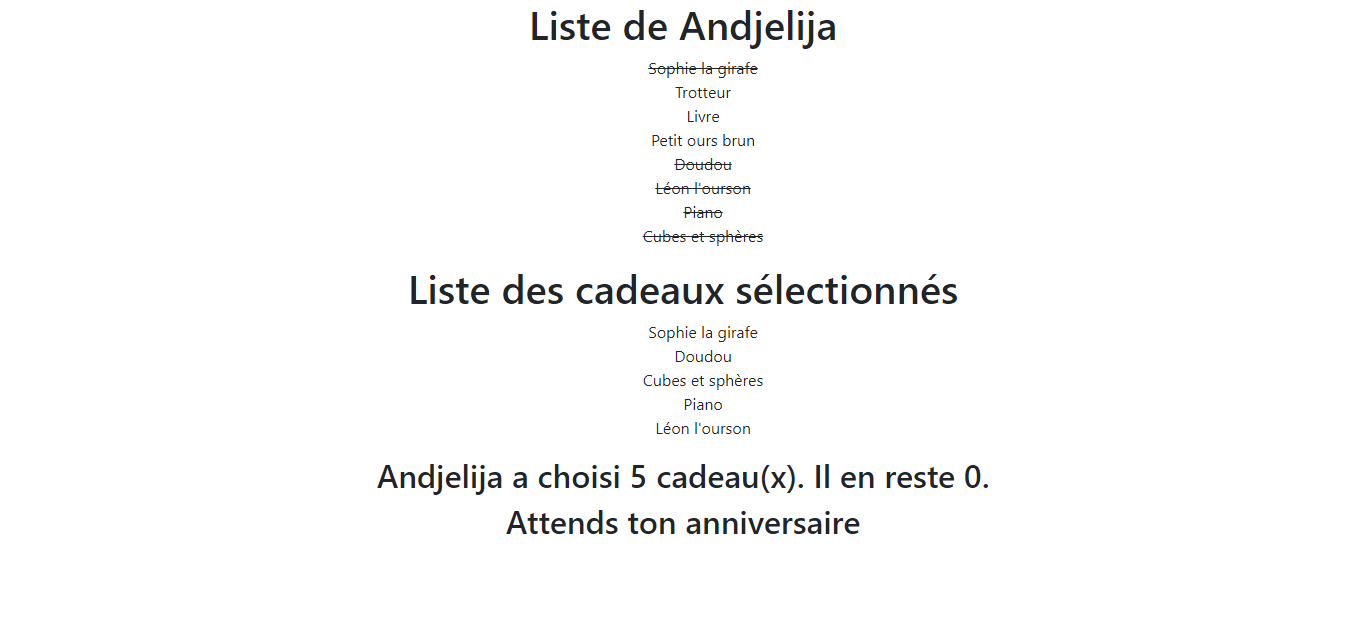 Liste de Andjelija
Sophie la girafe
Trotteur
Livre
Petit ours brun
Doudou
Léon l'ourson
Piano
Cubes et sphères
Liste des cadeaux sélectionnés
Sophie la girafe
Doudou
Cubes et sphères
Piano
Léon l'ourson
Andjelija a choisi 5 cadeau(x). Il en reste 0.
Attends ton anniversaire